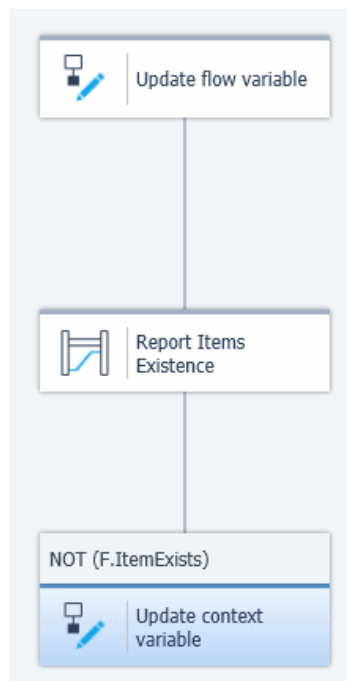 Update flow variable
Report Items
Existence
NOT (F.ItemExists)
Update context
variable